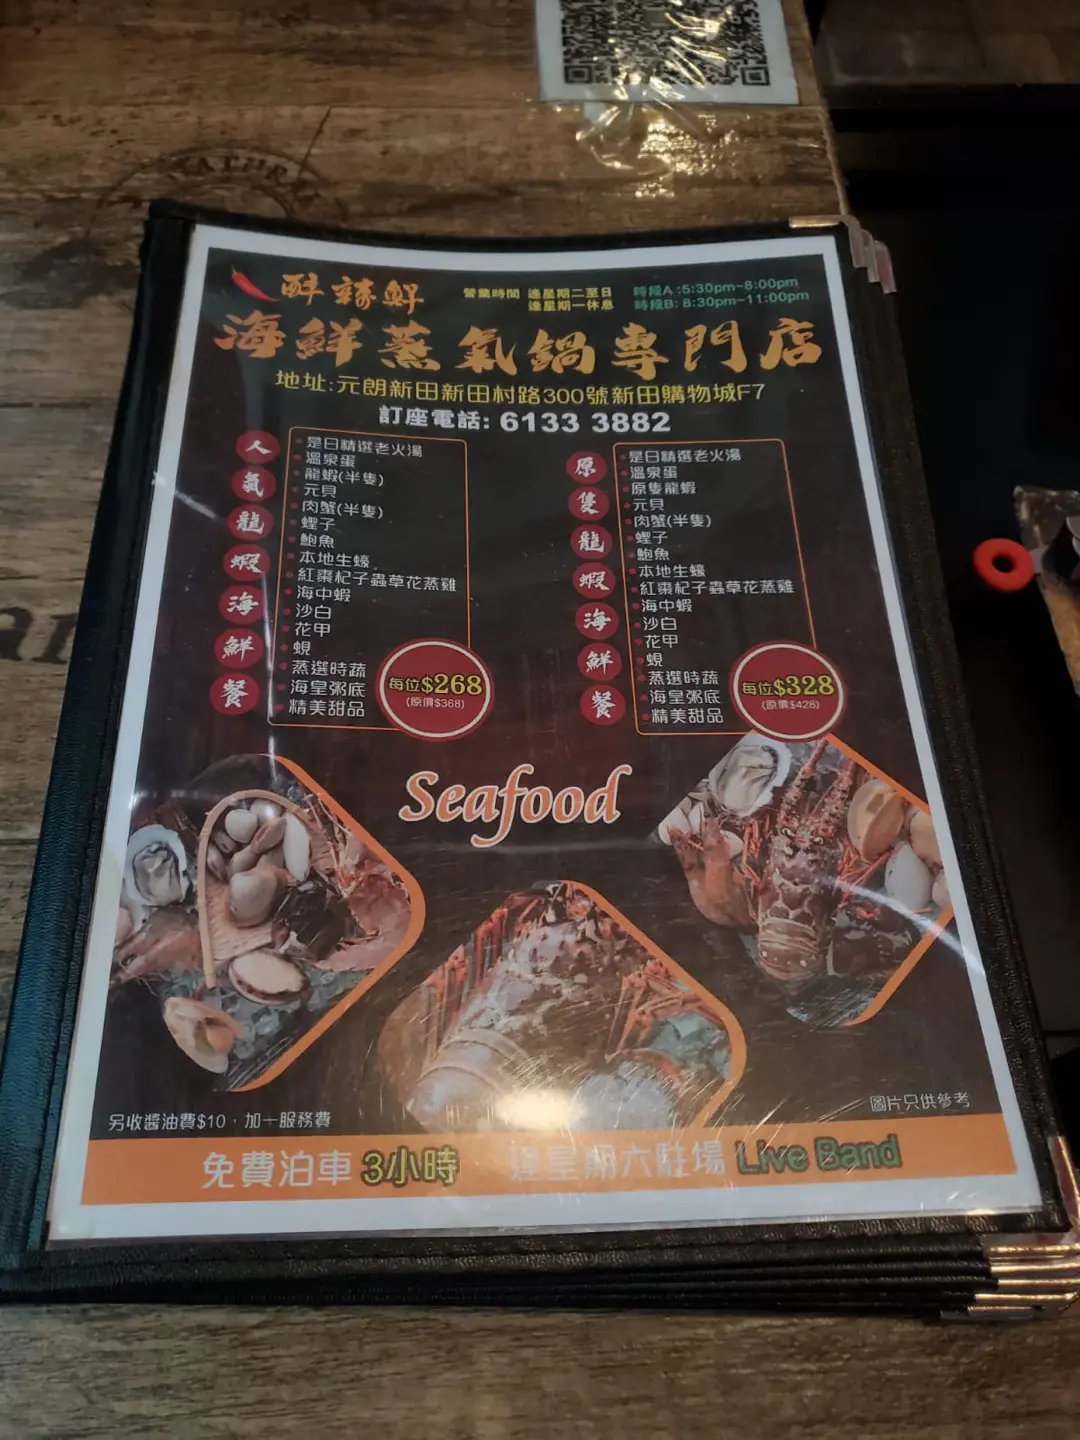 酔辣鮮
營業時間 逢星期二至日 時段A :5:30pm~8:00pm
逢星期一休息 時段B: 8:30pm~11:00pm
海鮮蒸氣鍋専門店
地址:元朗新田新田村路300號新田購物城F7
訂座電話: 6133 3882
人氣龍蝦海鮮餐
是日精選老火湯
溫泉蛋
龍蝦(半隻)
元貝
肉蟹(半隻)
蟶子
鮑魚
本地生蠔
紅棗杞子蟲草花蒸雞
海中蝦
沙白
花甲
蜆
蒸選時蔬
海皇粥底
精美甜品
每位$268
(原價$368)
原隻龍蝦海鮮餐
是日精選老火湯
溫泉蛋
原隻龍蝦
元貝
肉蟹(半隻)
蟶子
鮑魚
本地生蠔
紅棗杞子蟲草花蒸雞
海中蝦
沙白
花甲
蜆
蒸選時蔬
海皇粥底
精美甜品
每位$328
(原價$428)
Seafood
另收醬油費$10，加一服務費
圖片只供參考
免費泊車 3小時 逢星期六駐場 Live Band